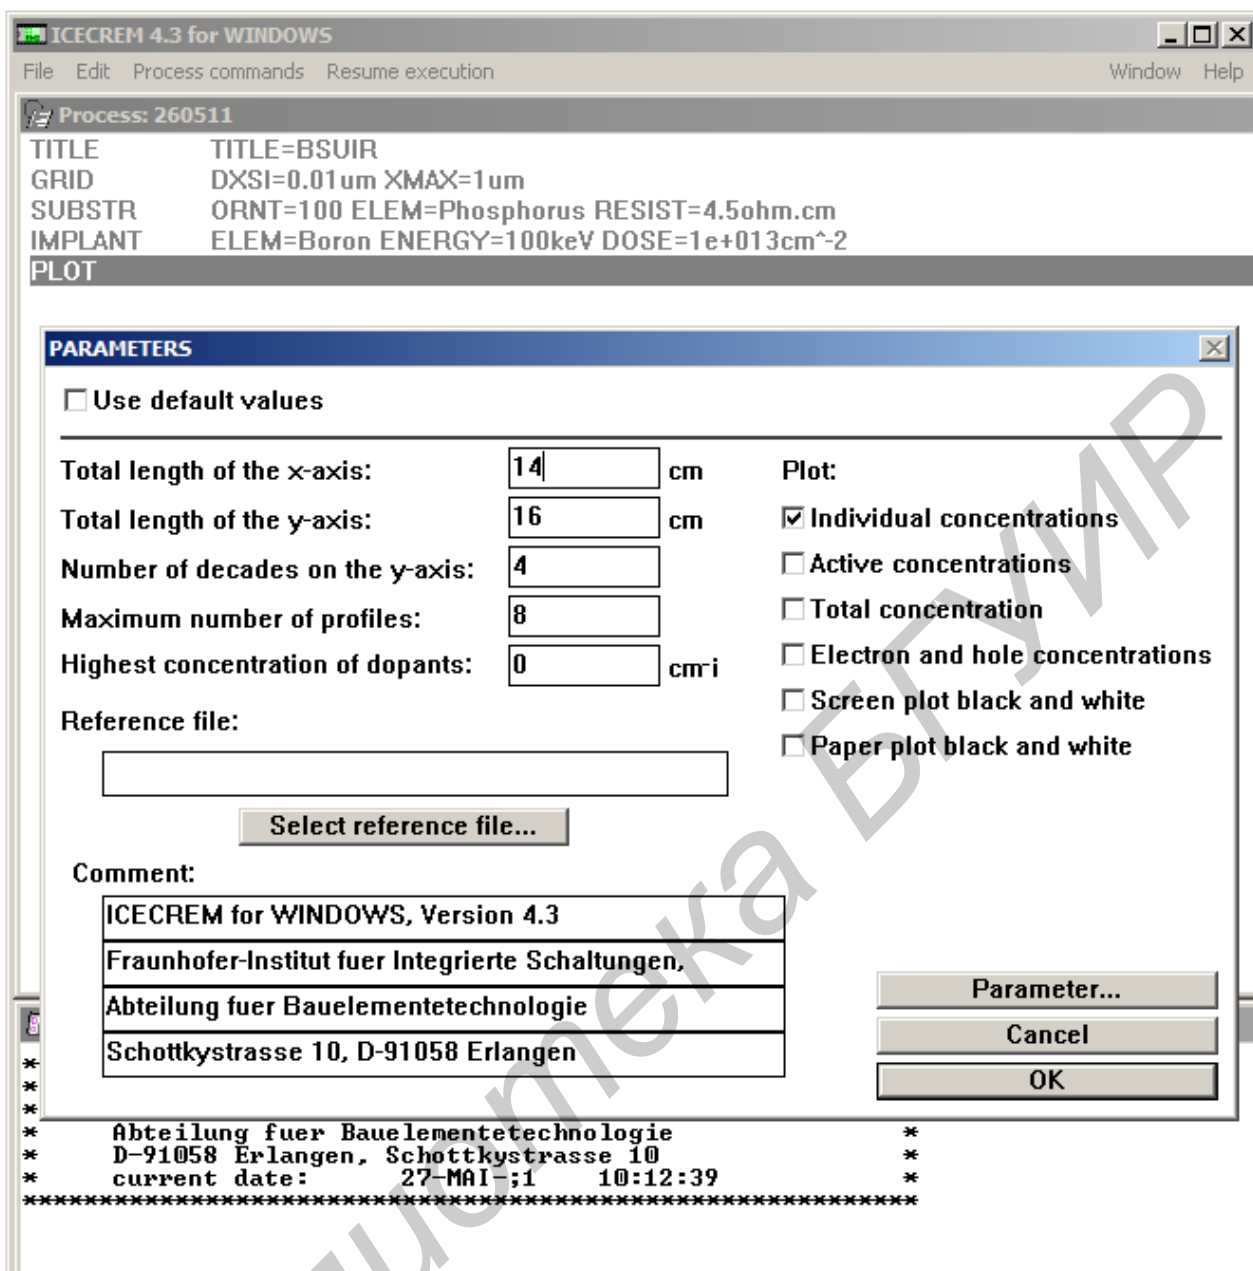 ICECREM 4.3 for WINDOWS
File Edit Process commands Resume execution Window Help
Process: 260511
TITLE TITLE=BSUIR
GRID DXSI=0.01um XMAX=1um
SUBSTR ORNT=100 ELEM=Phosphorus RESIST=4.5ohm.cm
IMPLANT ELEM=Boron ENERGY=100keV DOSE=1e+013cm^-2
PLOT
PARAMETERS
Use default values
Total length of the x-axis: 14 cm
Total length of the y-axis: 16 cm
Number of decades on the y-axis: 4
Maximum number of profiles: 8
Highest concentration of dopants: 0 cm-i
Plot:
Individual concentrations
Active concentrations
Total concentration
Electron and hole concentrations
Screen plot black and white
Paper plot black and white
Reference file:
Select reference file...
Comment:
ICECREM for WINDOWS, Version 4.3
Fraunhofer-Institut fuer Integrierte Schaltungen,
Abteilung fuer Bauelementetechnologie
Schottkystrasse 10, D-91058 Erlangen
Parameter...
Cancel
OK
*
*
*
* Abteilung fuer Bauelementetechnologie *
* D-91058 Erlangen, Schottkystrasse 10 *
* current date: 27-MAI-;1 10:12:39 *
***********************************************************
БГУИР